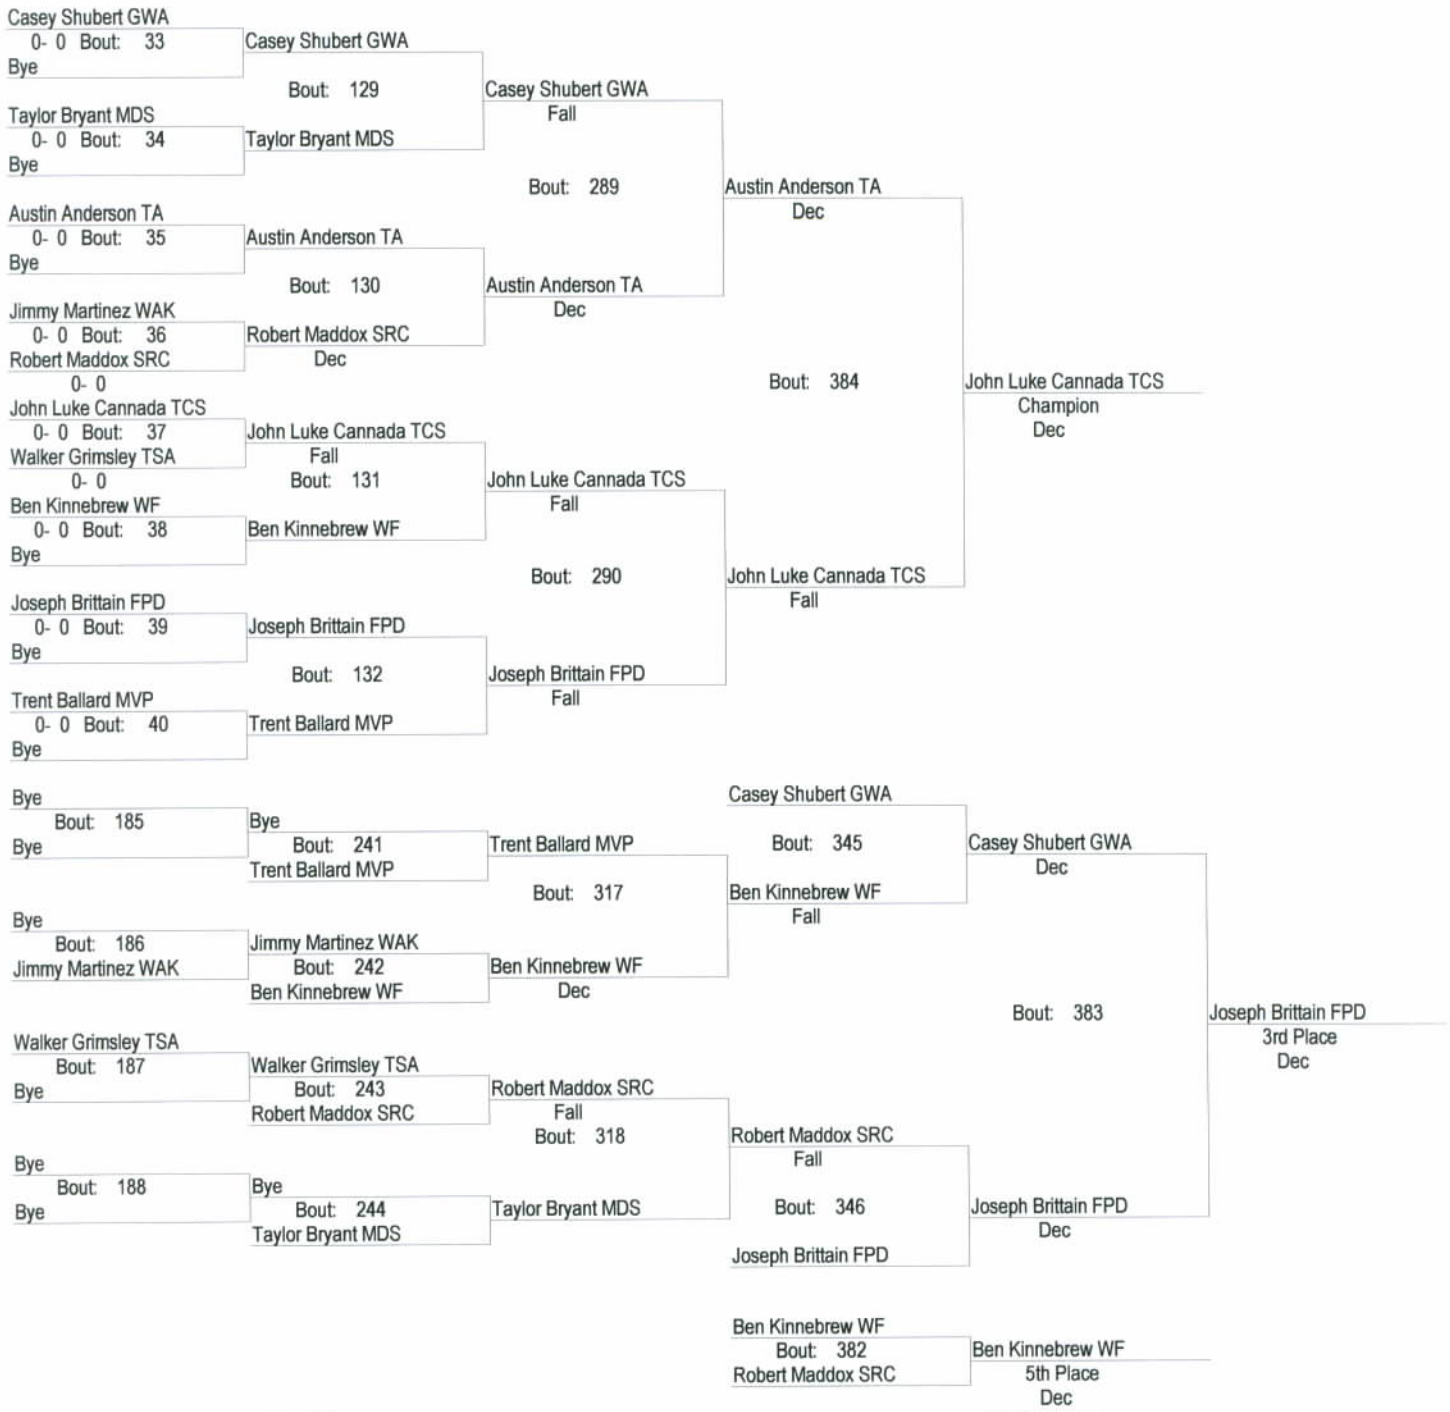 Casey Shubert GWA
0- 0 Bout: 33
Casey Shubert GWA
Bye
Bout: 129
Casey Shubert GWA
Fall
Taylor Bryant MDS
0- 0 Bout: 34
Taylor Bryant MDS
Bye
Bout: 289
Austin Anderson TA
Dec
Austin Anderson TA
0- 0 Bout: 35
Austin Anderson TA
Bye
Bout: 130
Austin Anderson TA
Dec
Jimmy Martinez WAK
0- 0 Bout: 36
Robert Maddox SRC
Dec
Robert Maddox SRC
0- 0
Bout: 384
John Luke Cannada TCS
Champion
Dec
John Luke Cannada TCS
0- 0 Bout: 37
John Luke Cannada TCS
Fall
Walker Grimsley TSA
0- 0
Bout: 131
John Luke Cannada TCS
Fall
Ben Kinnebrew WF
0- 0 Bout: 38
Ben Kinnebrew WF
Bye
Bout: 290
John Luke Cannada TCS
Fall
Joseph Brittain FPD
0- 0 Bout: 39
Joseph Brittain FPD
Bye
Bout: 132
Joseph Brittain FPD
Fall
Trent Ballard MVP
0- 0 Bout: 40
Trent Ballard MVP
Bye
Bye
Bout: 185
Bye
Bye
Bout: 241
Trent Ballard MVP
Trent Ballard MVP
Casey Shubert GWA
Bout: 345
Casey Shubert GWA
Dec
Bout: 317
Ben Kinnebrew WF
Fall
Bye
Bout: 186
Jimmy Martinez WAK
Jimmy Martinez WAK
Bout: 242
Ben Kinnebrew WF
Ben Kinnebrew WF
Dec
Bout: 383
Joseph Brittain FPD
3rd Place
Dec
Walker Grimsley TSA
Bout: 187
Bye
Walker Grimsley TSA
Bout: 243
Robert Maddox SRC
Robert Maddox SRC
Fall
Bout: 318
Robert Maddox SRC
Fall
Bye
Bout: 188
Bye
Bye
Bout: 244
Taylor Bryant MDS
Taylor Bryant MDS
Bout: 346
Joseph Brittain FPD
Dec
Joseph Brittain FPD
Ben Kinnebrew WF
Bout: 382
Robert Maddox SRC
Ben Kinnebrew WF
5th Place
Dec